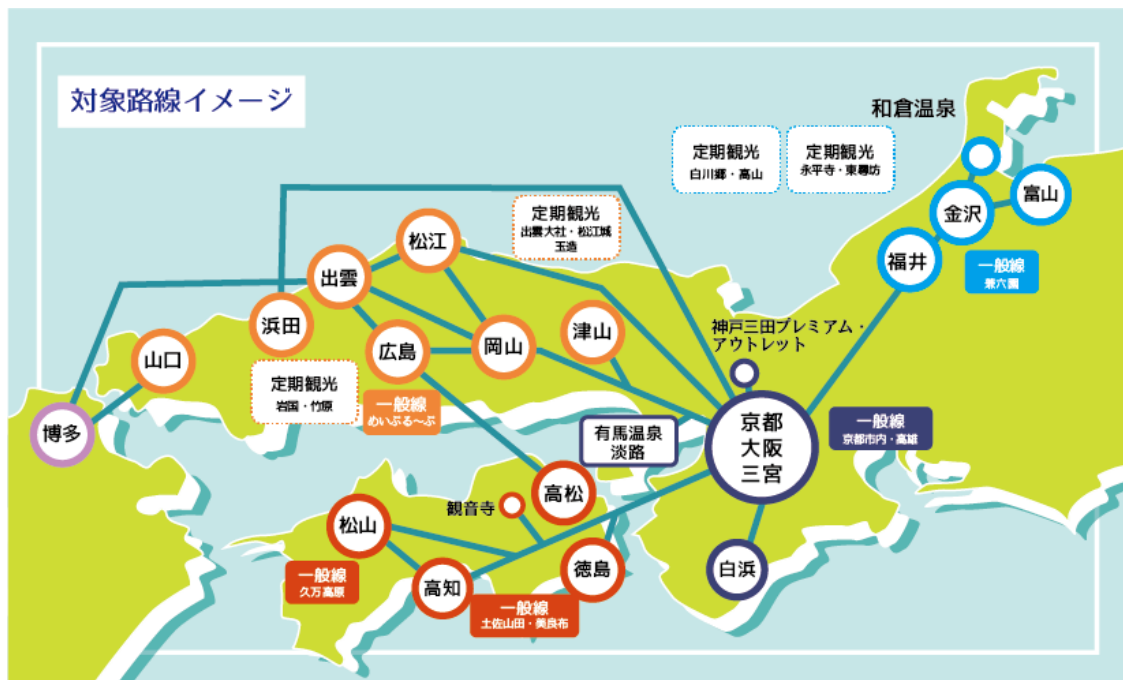 対象路線イメージ
和倉温泉
定期観光
白川郷・高山
定期観光
永平寺・東尋坊
富山
金沢
福井
一般線
兼六園
定期観光
出雲大社・松江城
玉造
松江
出雲
浜田
津山
岡山
広島
山口
博多
定期観光
岩国・竹原
一般線
めいぷる〜ぷ
神戸三田プレミアム・
アウトレット
京都
大阪
三宮
一般線
京都市内・高雄
有馬温泉
淡路
高松
観音寺
松山
一般線
久万高原
高知
一般線
土佐山田・美良布
徳島
白浜